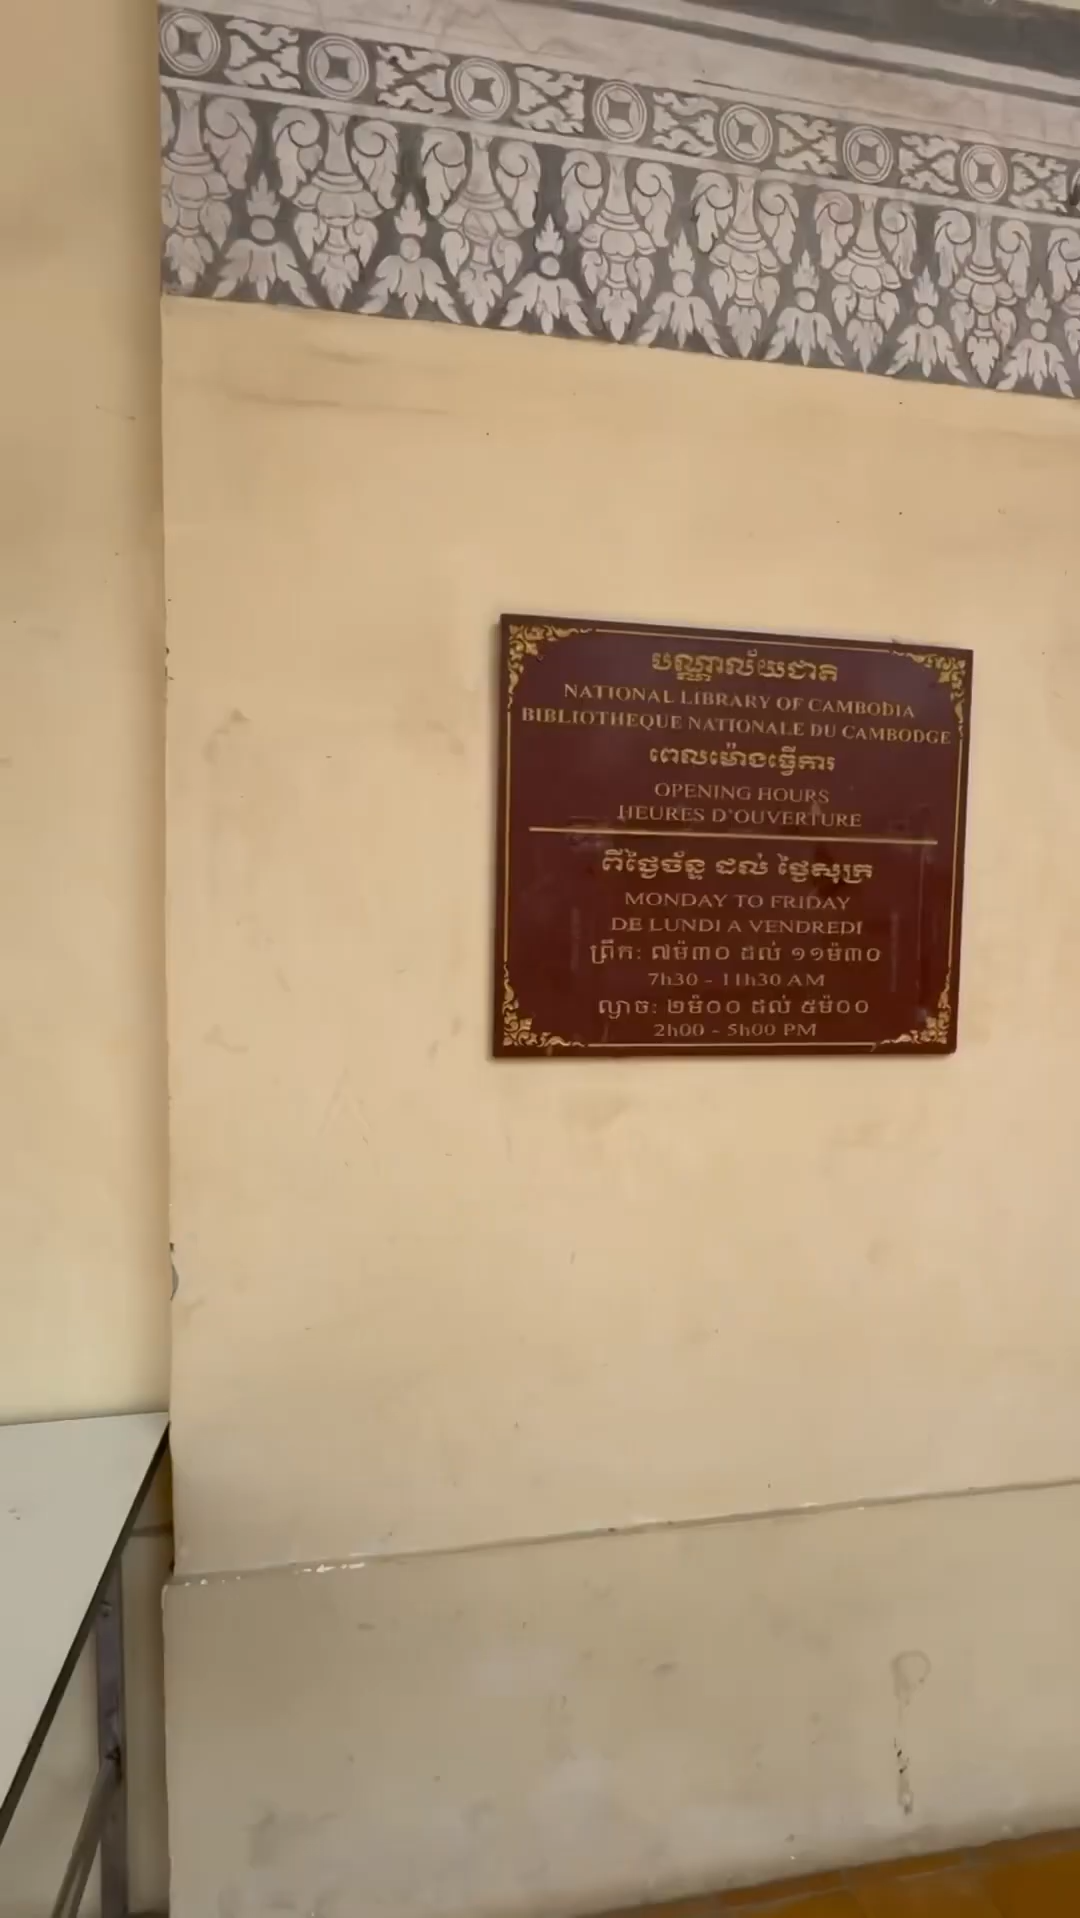 បណ្ណាល័យជាតិ
NATIONAL LIBRARY OF CAMBODIA
BIBLIOTHEQUE NATIONALE DU CAMBODGE
ពេលម៉ោងធ្វើការ
OPENING HOURS
HEURES D'OUVERTURE
ពីថ្ងៃច័ន្ទ ដល់ ថ្ងៃសុក្រ
MONDAY TO FRIDAY
DE LUNDI A VENDREDI
ព្រឹក: ៧ម៉៣០ ដល់ ១១ម៉៣០
7h30 - 11h30 AM
ល្ងាច: ២ម៉០០ ដល់ ៥ម៉០០
2h00 - 5h00 PM